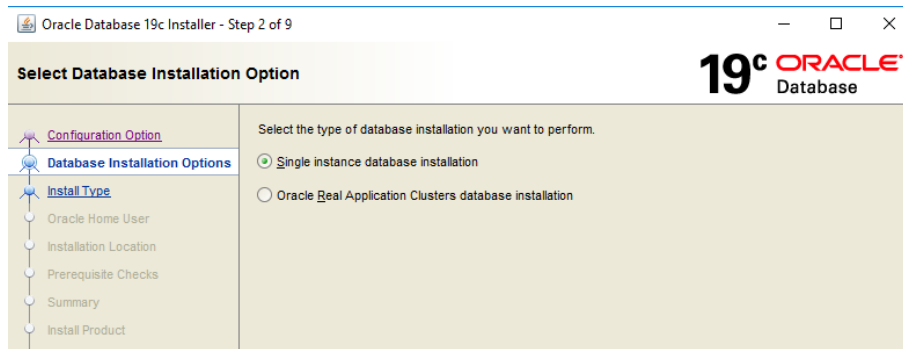 Oracle Database 19c Installer - Step 2 of 9
Select Database Installation Option
19c ORACLE
Database
Configuration Option
Database Installation Options
Install Type
Oracle Home User
Installation Location
Prerequisite Checks
Summary
Install Product
Select the type of database installation you want to perform.
Single instance database installation
Oracle Real Application Clusters database installation